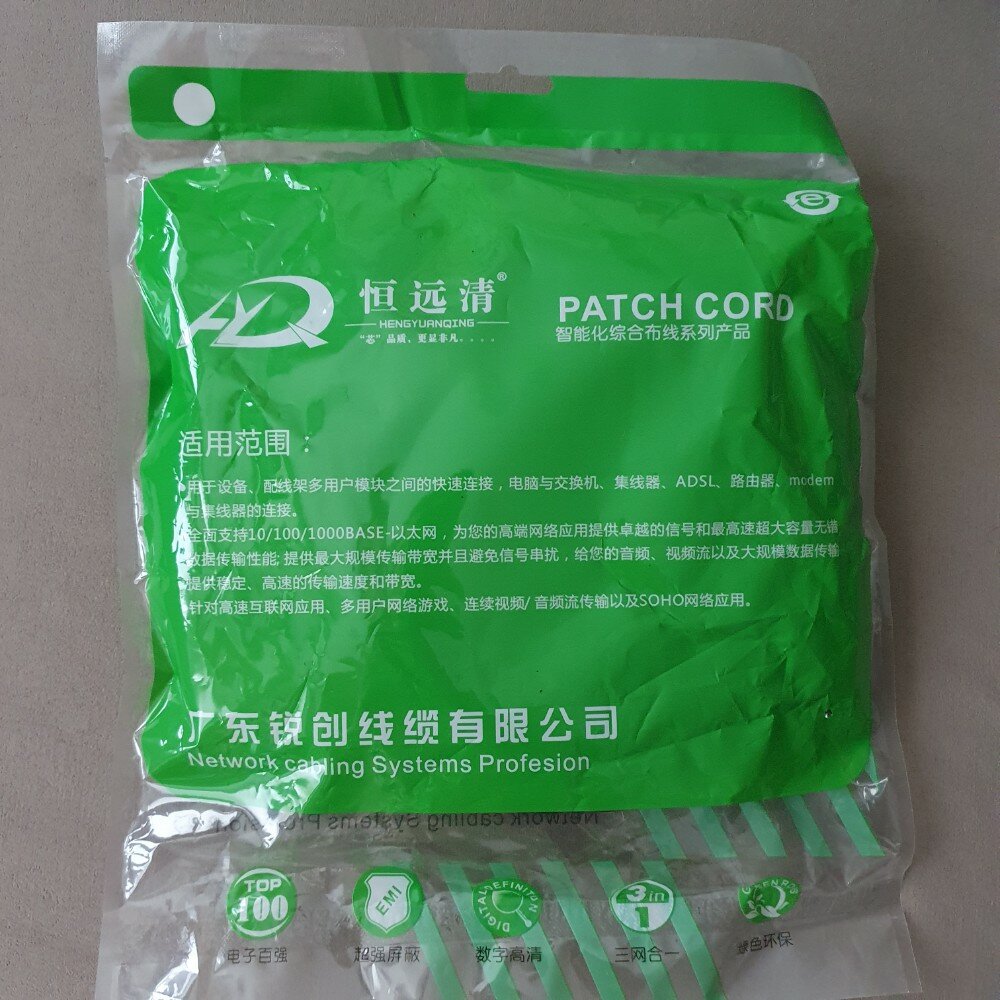 HYQ
恒远清®
HENGYUANQING
“芯”品质、更显非凡....
PATCH CORD
智能化综合布线系列产品
适用范围：
用于设备、配线架多用户模块之间的快速连接，电脑与交换机、集线器、ADSL、路由器、modem
与集线器的连接。
全面支持10/100/1000BASE-以太网，为您的高端网络应用提供卓越的信号和最高速超大容量无错
数据传输性能; 提供最大规模传输带宽并且避免信号串扰，给您的音频、视频流以及大规模数据传输
提供稳定、高速的传输速度和带宽。
针对高速互联网应用、多用户网络游戏、连续视频/ 音频流传输以及SOHO网络应用。
广东锐创线缆有限公司
Network cabling Systems Profesion
TOP
100
电子百强
EMI
超强屏蔽
DIGITAL DEFINITION
数字高清
3 in
1
三网合一
绿色环保